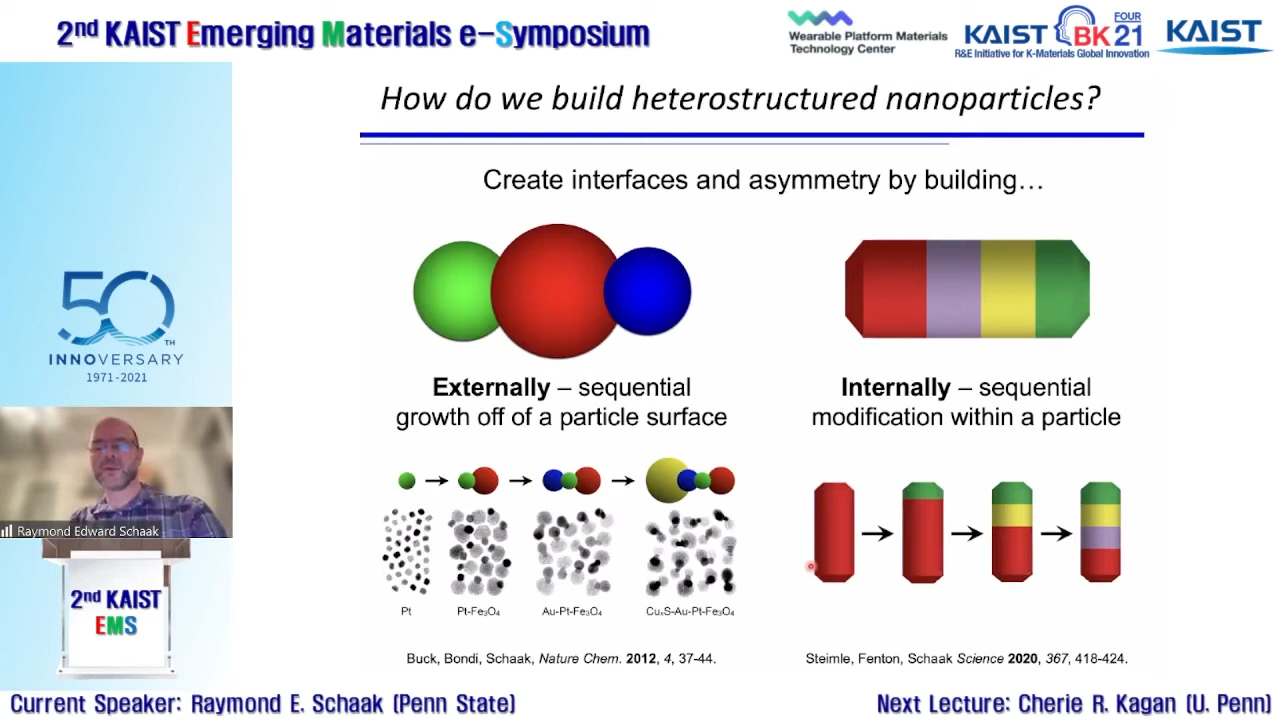 2nd KAIST Emerging Materials e-Symposium
Wearable Platform Materials
Technology Center
KAIST BK FOUR 21
R&E Initiative for K-Materials Global Innovation
KAIST
How do we build heterostructured nanoparticles?
Create interfaces and asymmetry by building…
Externally – sequential
growth off of a particle surface
Internally – sequential
modification within a particle
50TH
INNOVERSARY
1971-2021
Raymond Edward Schaak
2nd KAIST
EMS
Pt
Pt-Fe₃O₄
Au-Pt-Fe₃O₄
CuₓS-Au-Pt-Fe₃O₄
Buck, Bondi, Schaak, Nature Chem. 2012, 4, 37-44.
Steimle, Fenton, Schaak Science 2020, 367, 418-424.
Current Speaker: Raymond E. Schaak (Penn State)
Next Lecture: Cherie R. Kagan (U. Penn)